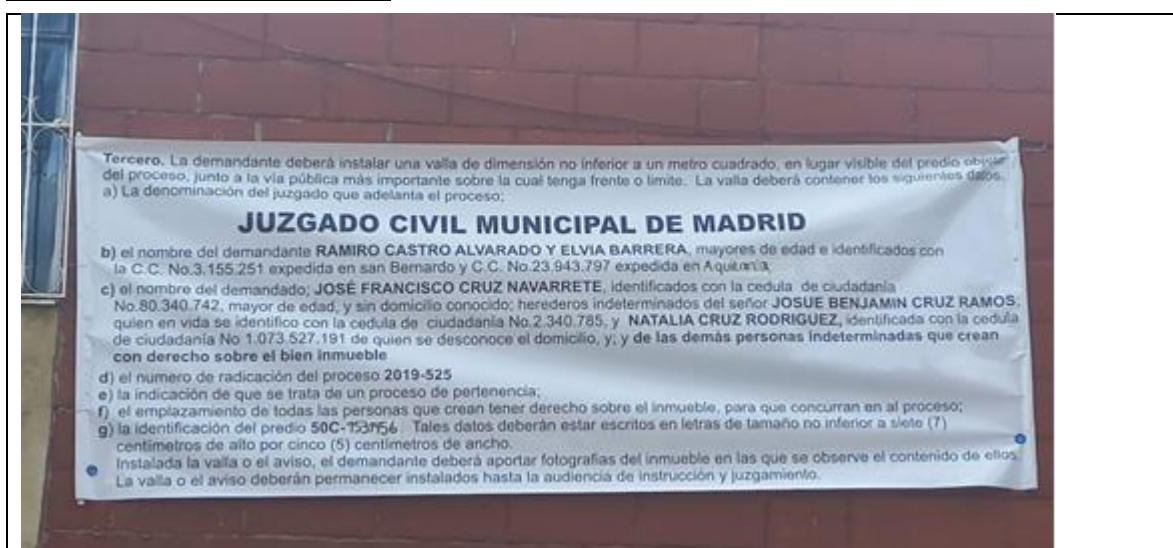 Tercero. La demandante deberá instalar una valla de dimensión no inferior a un metro cuadrado, en lugar visible del predio objeto
del proceso, junto a la vía pública más importante sobre la cual tenga frente o limite. La valla deberá contener los siguientes datos.
a) La denominación del juzgado que adelanta el proceso;
JUZGADO CIVIL MUNICIPAL DE MADRID
b) el nombre del demandante RAMIRO CASTRO ALVARADO Y ELVIA BARRERA, mayores de edad e identificados con
la C.C. No.3.155.251 expedida en san Bernardo y C.C. No.23.943.797 expedida en Aquitania,
c) el nombre del demandado; JOSÉ FRANCISCO CRUZ NAVARRETE, identificados con la cedula de ciudadanía
No.80.340.742, mayor de edad, y sin domicilio conocido; herederos indeterminados del señor JOSUE BENJAMIN CRUZ RAMOS,
quien en vida se identifico con la cedula de ciudadanía No.2.340.785, y NATALIA CRUZ RODRIGUEZ, identificada con la cedula
de ciudadanía No 1.073.527.191 de quien se desconoce el domicilio, y; y de las demás personas indeterminadas que crean
con derecho sobre el bien inmueble
d) el numero de radicación del proceso 2019-525
e) la indicación de que se trata de un proceso de pertenencia;
f) el emplazamiento de todas las personas que crean tener derecho sobre el inmueble, para que concurran en al proceso;
g) la identificación del predio 50C- Tales datos deberán estar escritos en letras de tamaño no inferior a siete (7)
centímetros de alto por cinco (5) centímetros de ancho.
Instalada la valla o el aviso, el demandante deberá aportar fotografías del inmueble en las que se observe el contenido de ellos.
La valla o el aviso deberán permanecer instalados hasta la audiencia de instrucción y juzgamiento.